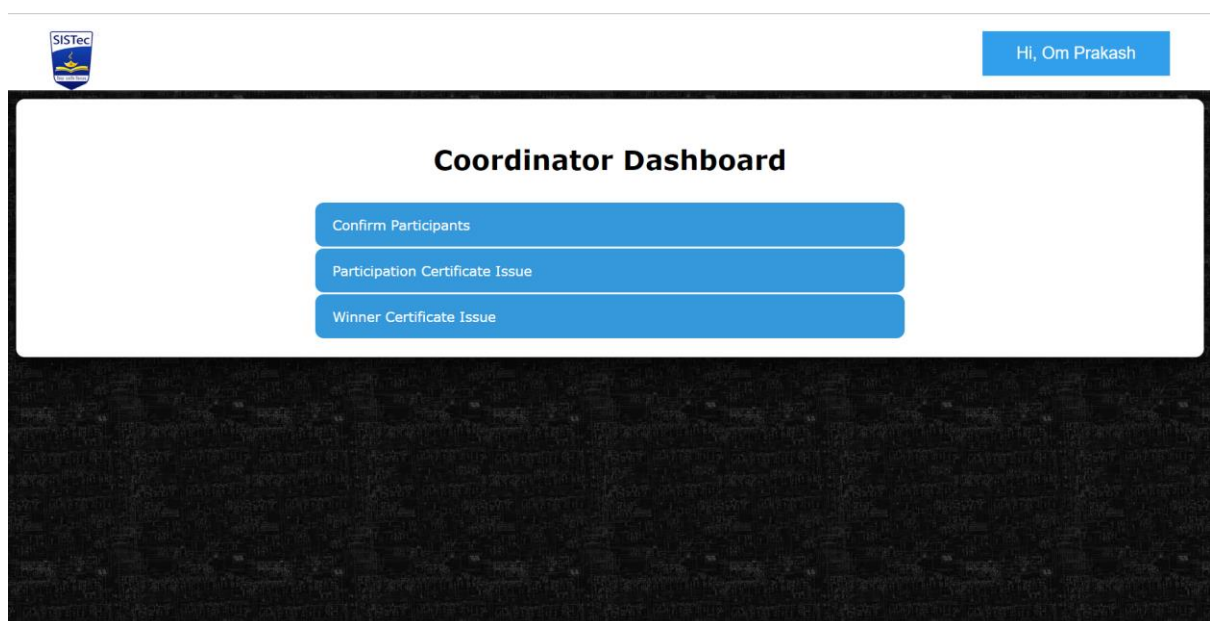 SISTec
Hi, Om Prakash
Coordinator Dashboard
Confirm Participants
Participation Certificate Issue
Winner Certificate Issue